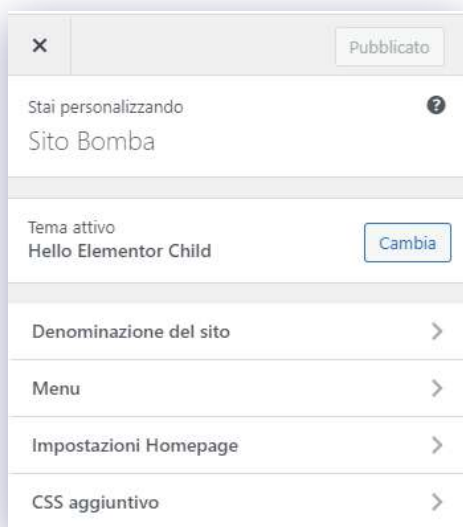 Pubblicato
Stai personalizzando
Sito Bomba
Tema attivo
Hello Elementor Child
Cambia
Denominazione del sito
Menu
Impostazioni Homepage
CSS aggiuntivo